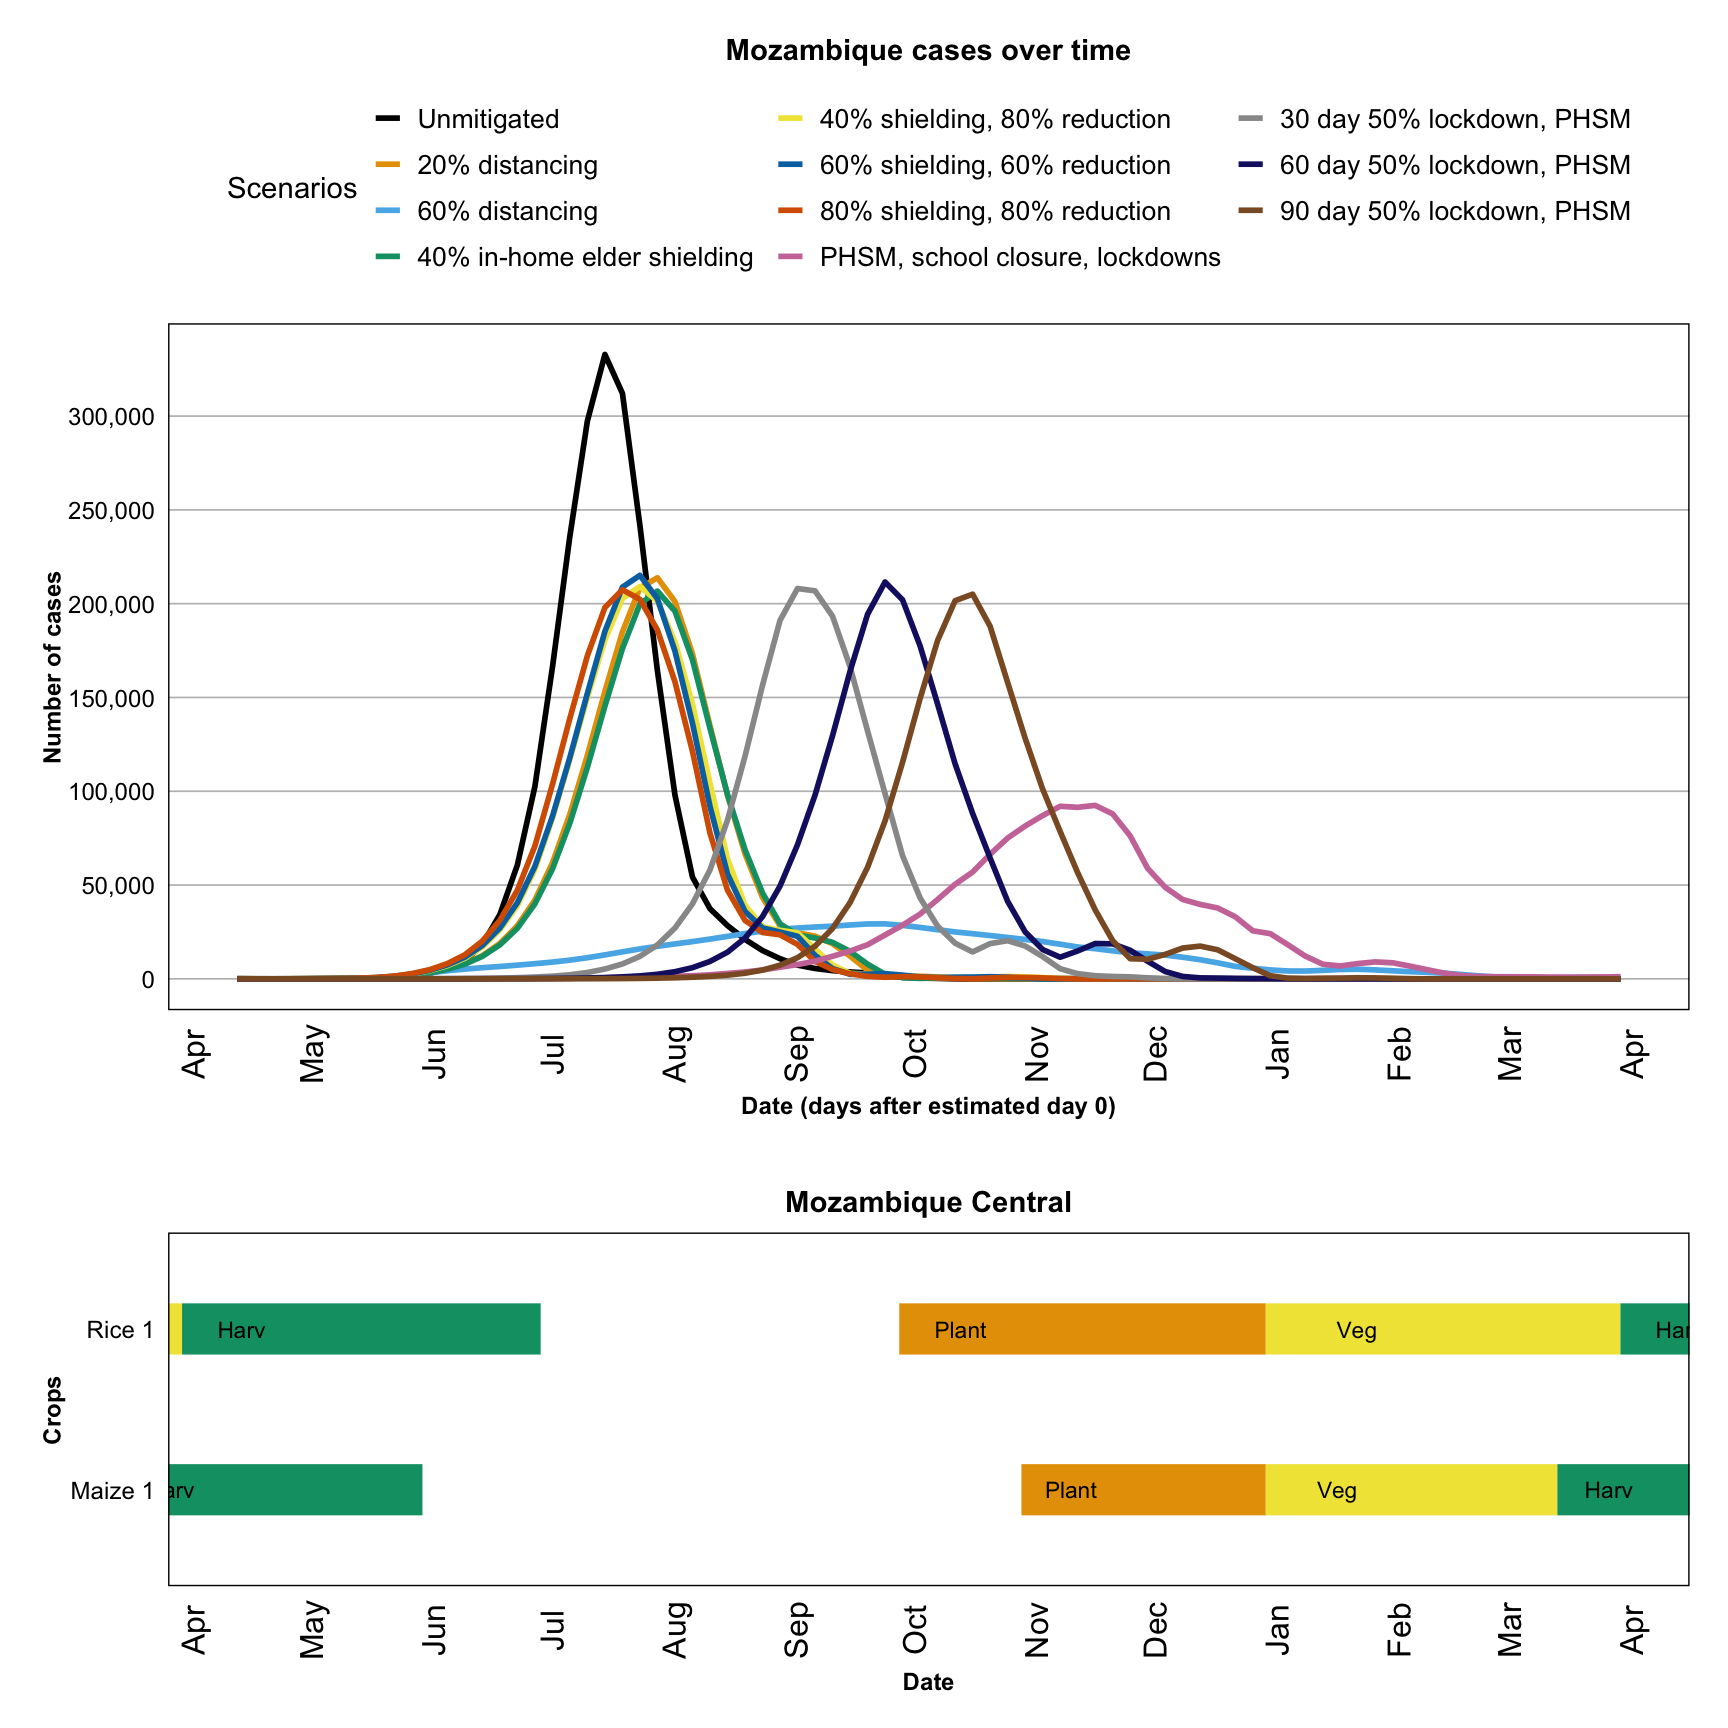 Mozambique cases over time
Scenarios
Unmitigated
20% distancing
60% distancing
40% in-home elder shielding
40% shielding, 80% reduction
60% shielding, 60% reduction
80% shielding, 80% reduction
PHSM, school closure, lockdowns
30 day 50% lockdown, PHSM
60 day 50% lockdown, PHSM
90 day 50% lockdown, PHSM
Number of cases
300,000
250,000
200,000
150,000
100,000
50,000
0
Apr May Jun Jul Aug Sep Oct Nov Dec Jan Feb Mar Apr
Date (days after estimated day 0)
Mozambique Central
Crops
Rice 1 Harv Plant Veg Har
Maize 1 arv Plant Veg Harv
Apr May Jun Jul Aug Sep Oct Nov Dec Jan Feb Mar Apr
Date